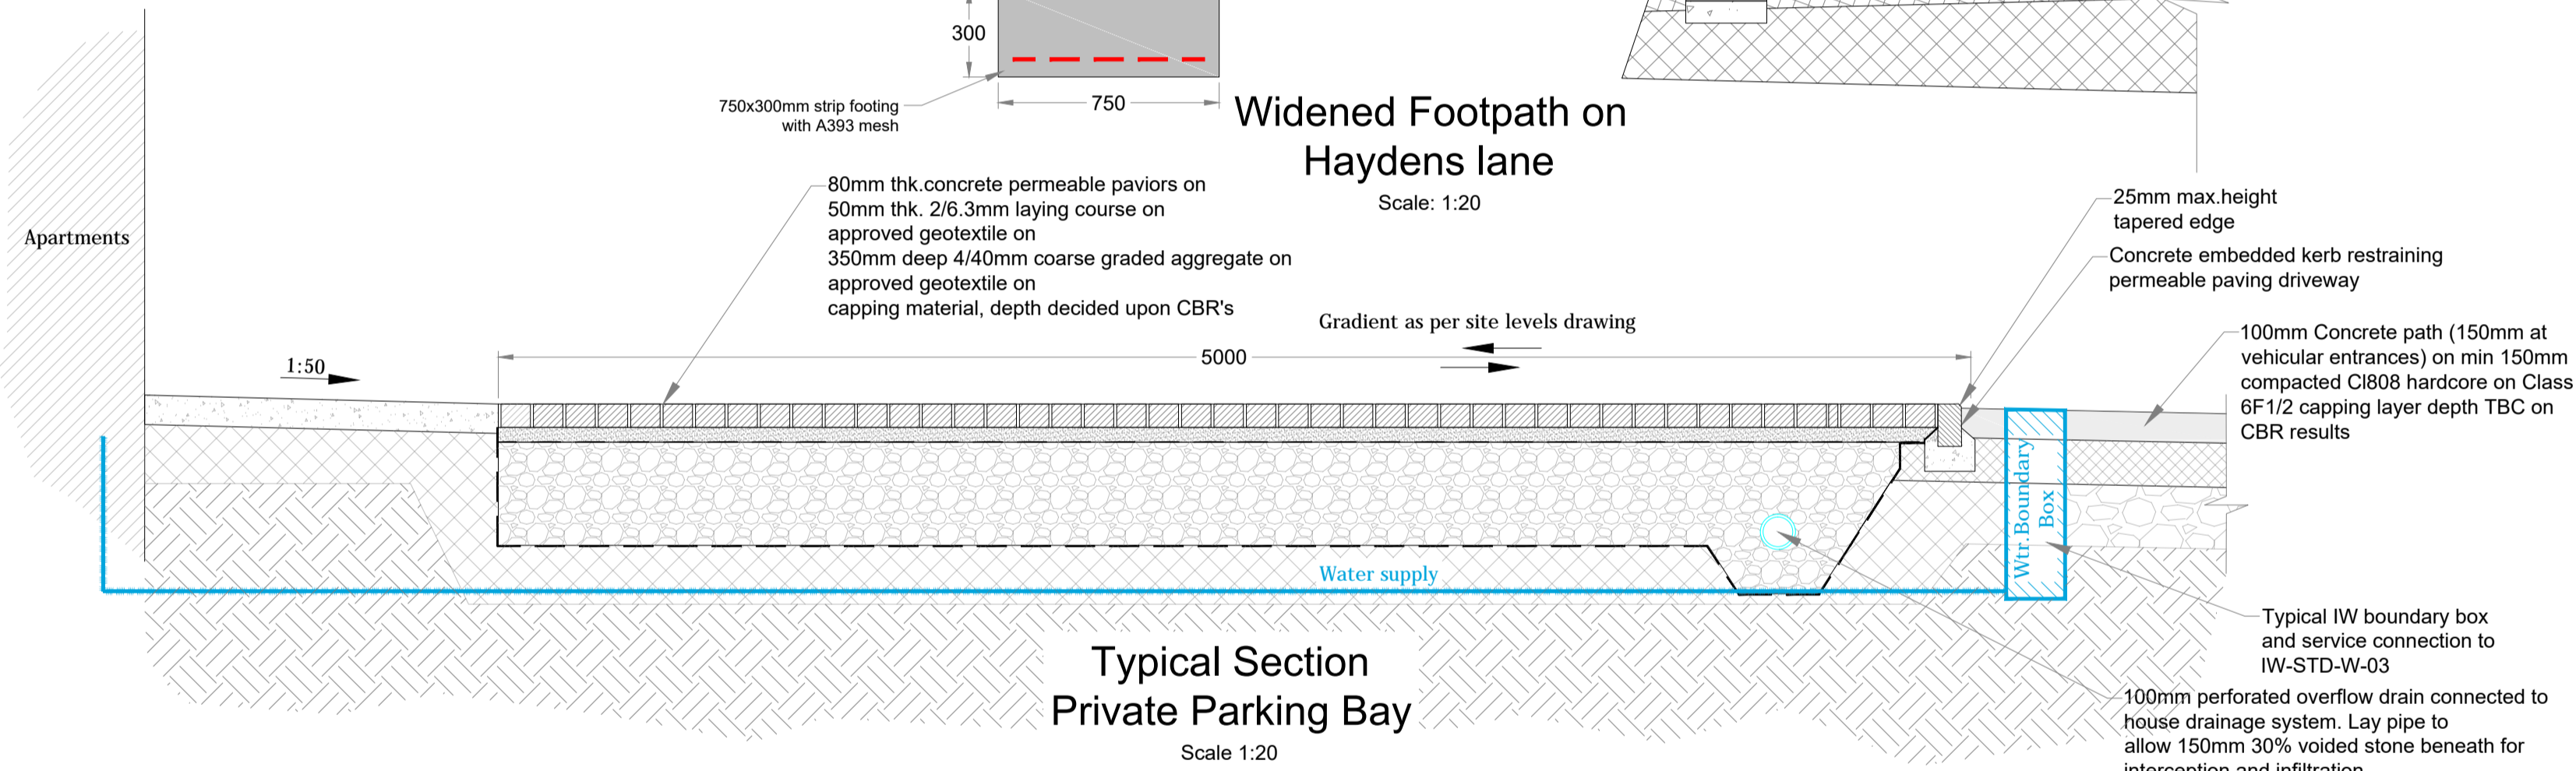 300
750x300mm strip footing
with A393 mesh
750
Widened Footpath on
Haydens lane
Scale: 1:20
80mm thk.concrete permeable paviors on
50mm thk. 2/6.3mm laying course on
approved geotextile on
350mm deep 4/40mm coarse graded aggregate on
approved geotextile on
capping material, depth decided upon CBR's
25mm max.height
tapered edge
Concrete embedded kerb restraining
permeable paving driveway
100mm Concrete path (150mm at
vehicular entrances) on min 150mm
compacted Cl808 hardcore on Class
6F1/2 capping layer depth TBC on
CBR results
Apartments
Gradient as per site levels drawing
1:50
5000
Wtr.Boundary
Box
Water supply
Typical IW boundary box
and service connection to
IW-STD-W-03
Typical Section
Private Parking Bay
Scale 1:20
100mm perforated overflow drain connected to
house drainage system. Lay pipe to
allow 150mm 30% voided stone beneath for
interception and infiltration